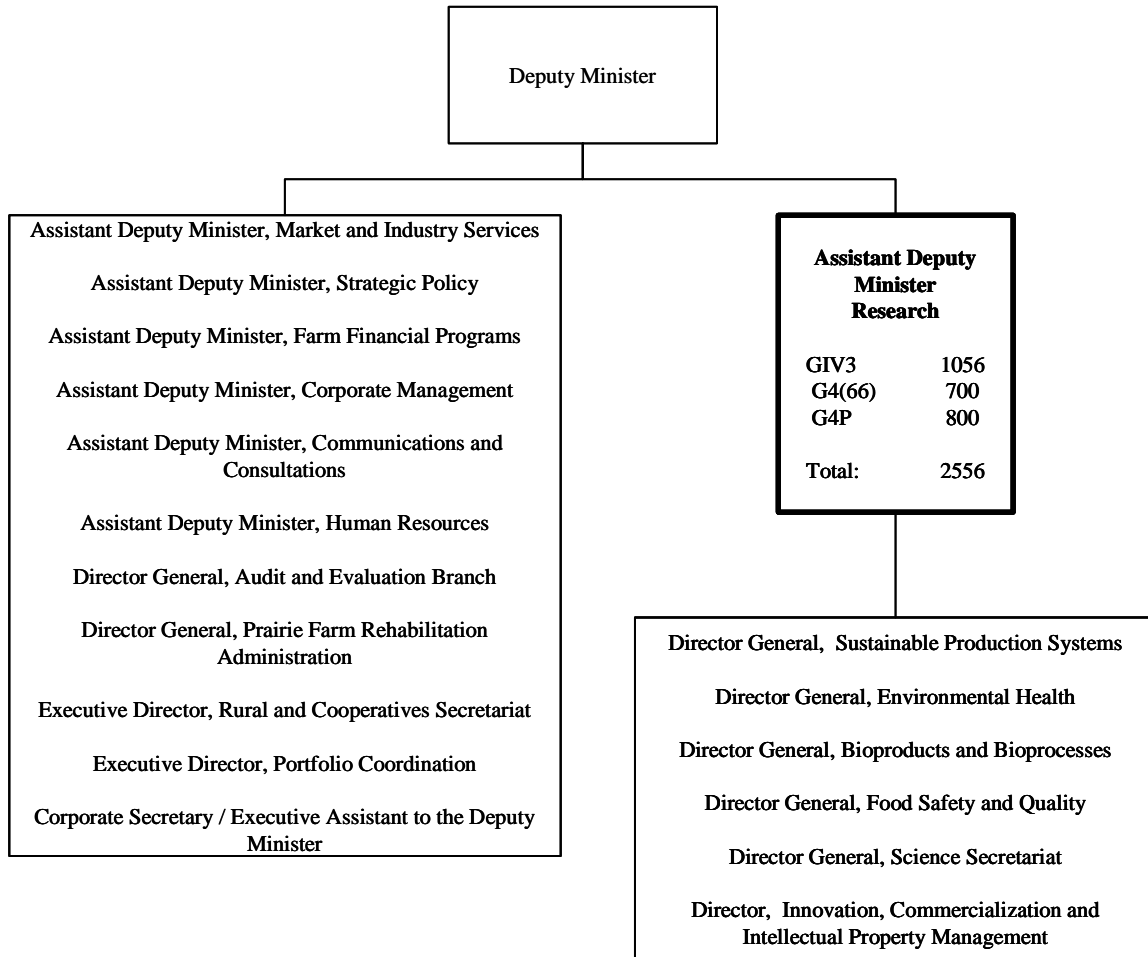 Deputy Minister
Assistant Deputy Minister, Market and Industry Services
Assistant Deputy Minister, Strategic Policy
Assistant Deputy Minister, Farm Financial Programs
Assistant Deputy Minister, Corporate Management
Assistant Deputy Minister, Communications and
Consultations
Assistant Deputy Minister, Human Resources
Director General, Audit and Evaluation Branch
Director General, Prairie Farm Rehabilitation
Administration
Executive Director, Rural and Cooperatives Secretariat
Executive Director, Portfolio Coordination
Corporate Secretary / Executive Assistant to the Deputy
Minister
Assistant Deputy
Minister
Research
GIV3 1056
G4(66) 700
G4P 800
Total: 2556
Director General, Sustainable Production Systems
Director General, Environmental Health
Director General, Bioproducts and Bioprocesses
Director General, Food Safety and Quality
Director General, Science Secretariat
Director, Innovation, Commercialization and
Intellectual Property Management